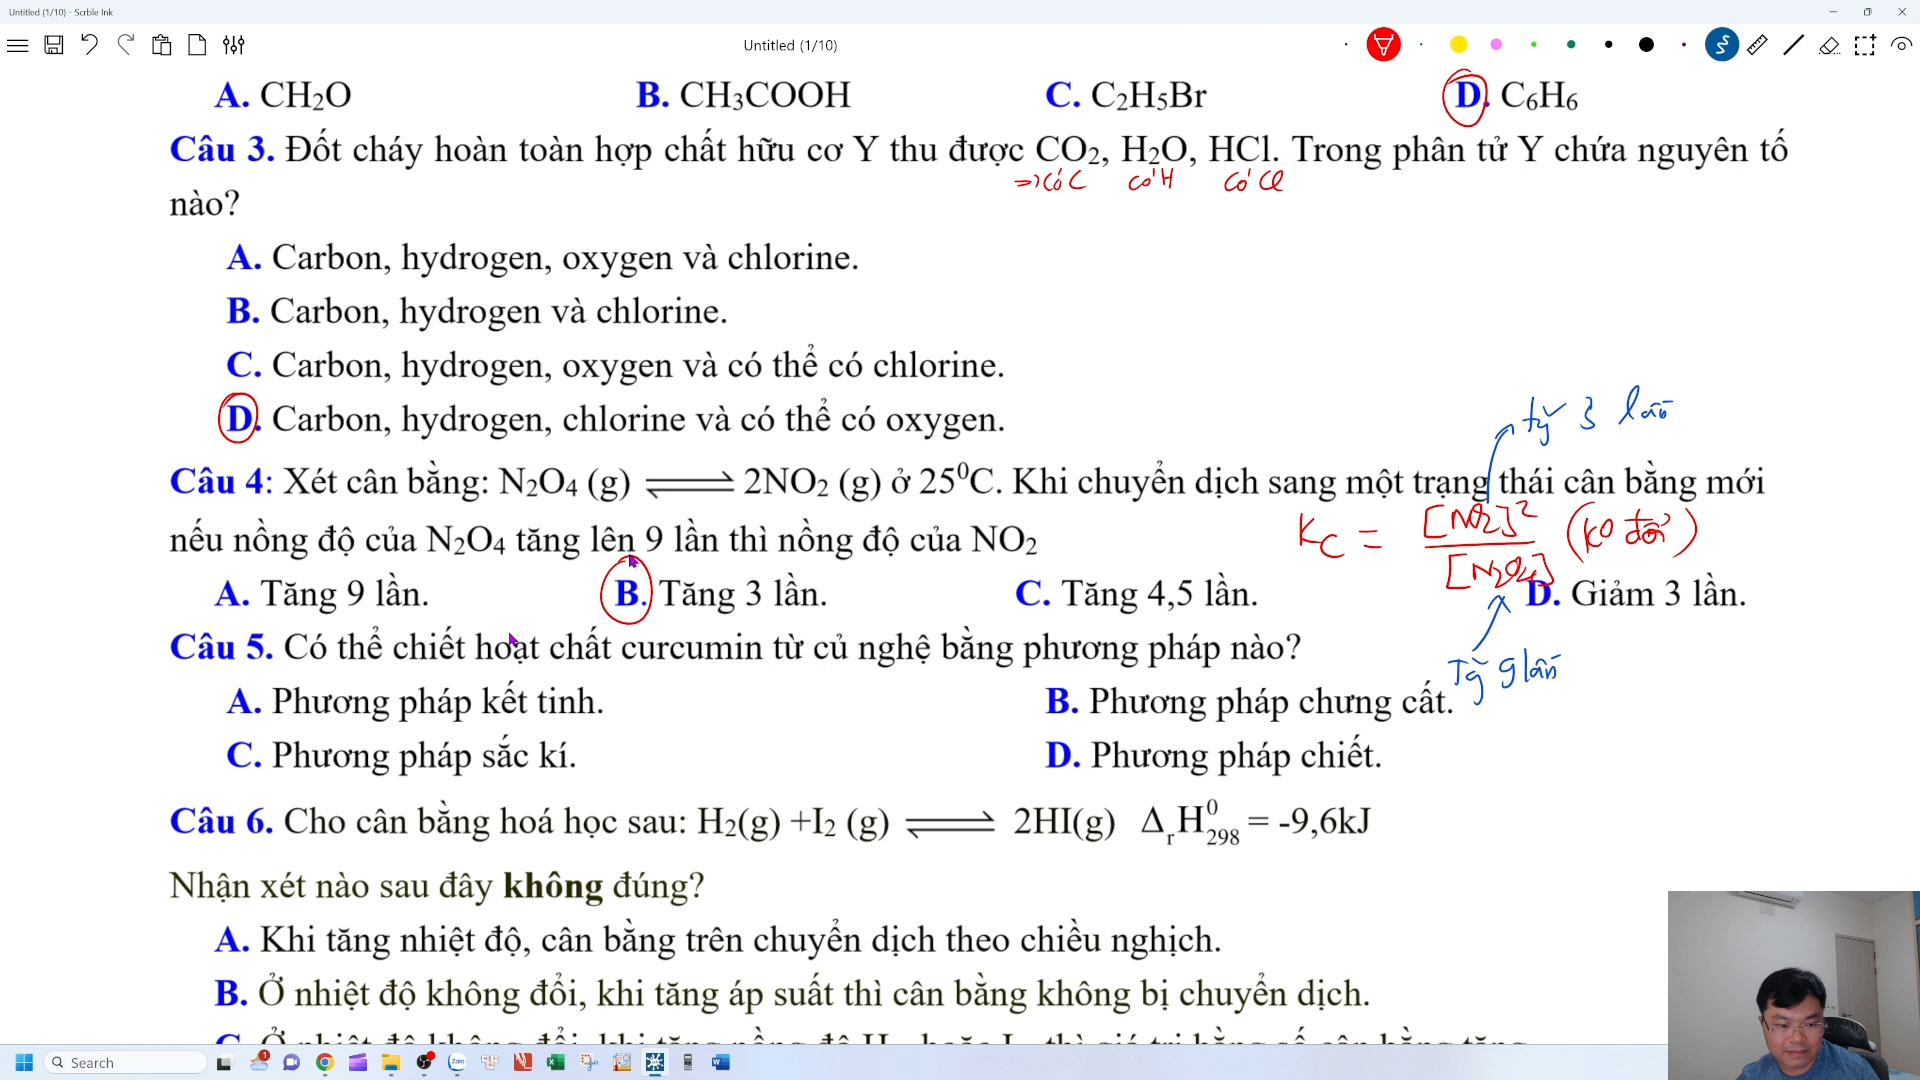 Untitled (1/10) - Scrble Ink
Untitled (1/10)
A. CH₂O B. CH₃COOH C. C₂H₅Br D. C₆H₆
Câu 3. Đốt cháy hoàn toàn hợp chất hữu cơ Y thu được CO₂, H₂O, HCl. Trong phân tử Y chứa nguyên tố
=> có C có H có Cl
nào?
A. Carbon, hydrogen, oxygen và chlorine.
B. Carbon, hydrogen và chlorine.
C. Carbon, hydrogen, oxygen và có thể có chlorine.
D. Carbon, hydrogen, chlorine và có thể có oxygen.
3 lần
Câu 4: Xét cân bằng: N₂O₄ (g) ⇌ 2NO₂ (g) ở 25⁰C. Khi chuyển dịch sang một trạng thái cân bằng mới
K_C = [NO₂]² / [N₂O₄] (ko đổi)
nếu nồng độ của N₂O₄ tăng lên 9 lần thì nồng độ của NO₂
A. Tăng 9 lần. B. Tăng 3 lần. C. Tăng 4,5 lần. D. Giảm 3 lần.
Câu 5. Có thể chiết hoạt chất curcumin từ củ nghệ bằng phương pháp nào?
9 lần
A. Phương pháp kết tinh. B. Phương pháp chưng cất.
C. Phương pháp sắc kí. D. Phương pháp chiết.
Câu 6. Cho cân bằng hoá học sau: H₂(g) +I₂ (g) ⇌ 2HI(g) ΔᵣH⁰₂₉₈ = -9,6kJ
Nhận xét nào sau đây không đúng?
A. Khi tăng nhiệt độ, cân bằng trên chuyển dịch theo chiều nghịch.
B. Ở nhiệt độ không đổi, khi tăng áp suất thì cân bằng không bị chuyển dịch.
Search